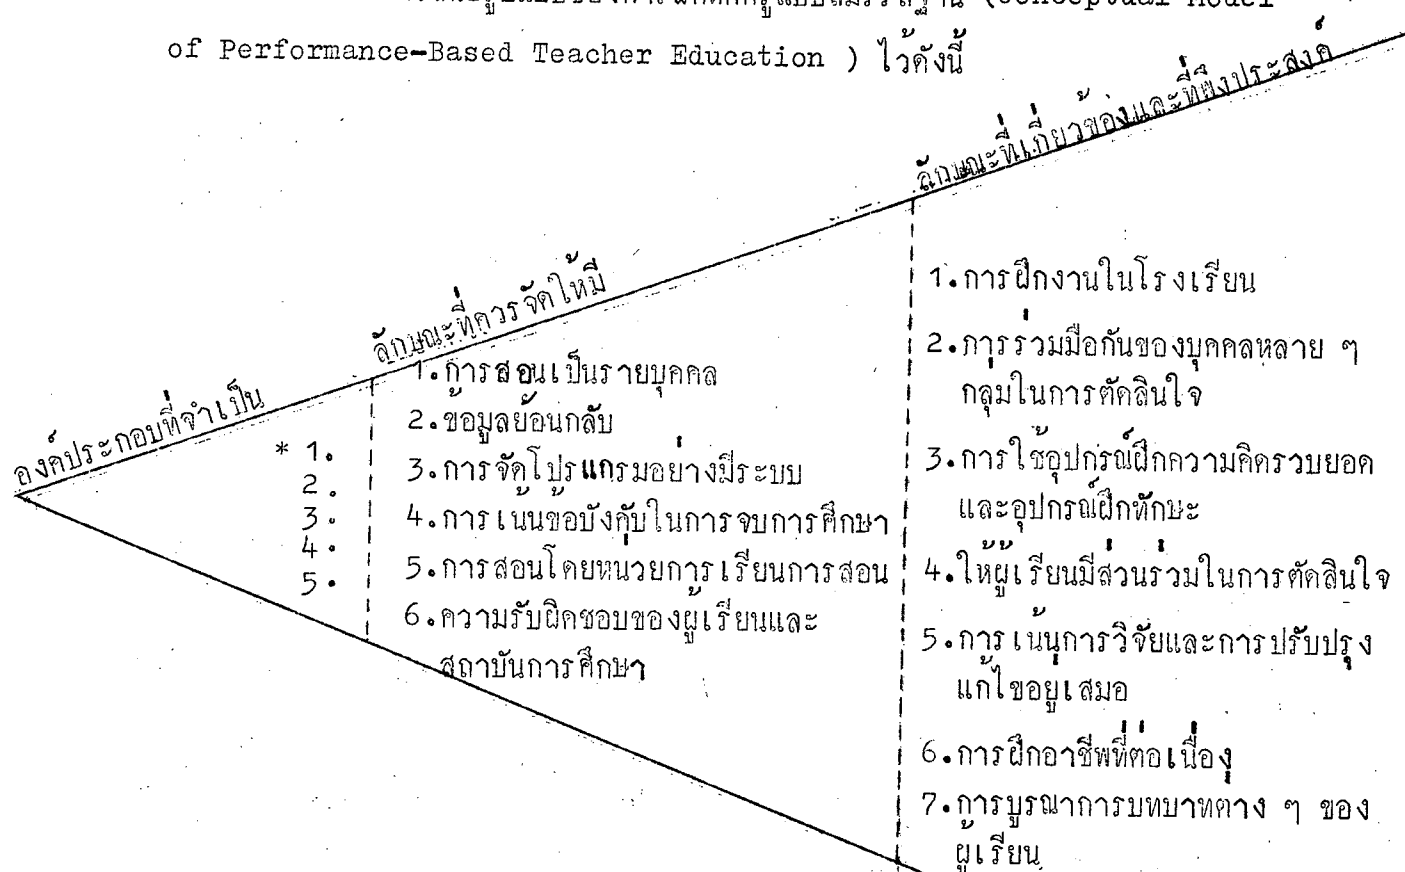 (Conceptual Model
of Performance-Based Teacher Education ) ไว้ดังนี้
ลักษณะที่เกี่ยวข้องและที่พึงประสงค์
ลักษณะที่ควรจัดให้มี
องค์ประกอบที่จำเป็น
* 1.
2.
3.
4.
5.
1.การสอนเป็นรายบุคคล
2.ข้อมูลย้อนกลับ
3.การจัดโปรแกรมอย่างมีระบบ
4.การเน้นข้อบังคับในการจบการศึกษา
5.การสอนโดยหน่วยการเรียนการสอน
6.ความรับผิดชอบของผู้เรียนและ
สถาบันการศึกษา
1.การฝึกงานในโรงเรียน
2.การร่วมมือกันของบุคคลหลาย ๆ
กลุ่มในการตัดสินใจ
3.การใช้อุปกรณ์ฝึกความคิดรวบยอด
และอุปกรณ์ฝึกทักษะ
4.ให้ผู้เรียนมีส่วนร่วมในการตัดสินใจ
5.การเน้นการวิจัยและการปรับปรุง
แก้ไขอยู่เสมอ
6.การฝึกอาชีพที่ต่อเนื่อง
7.การบูรณาการบทบาทต่าง ๆ ของ
ผู้เรียน